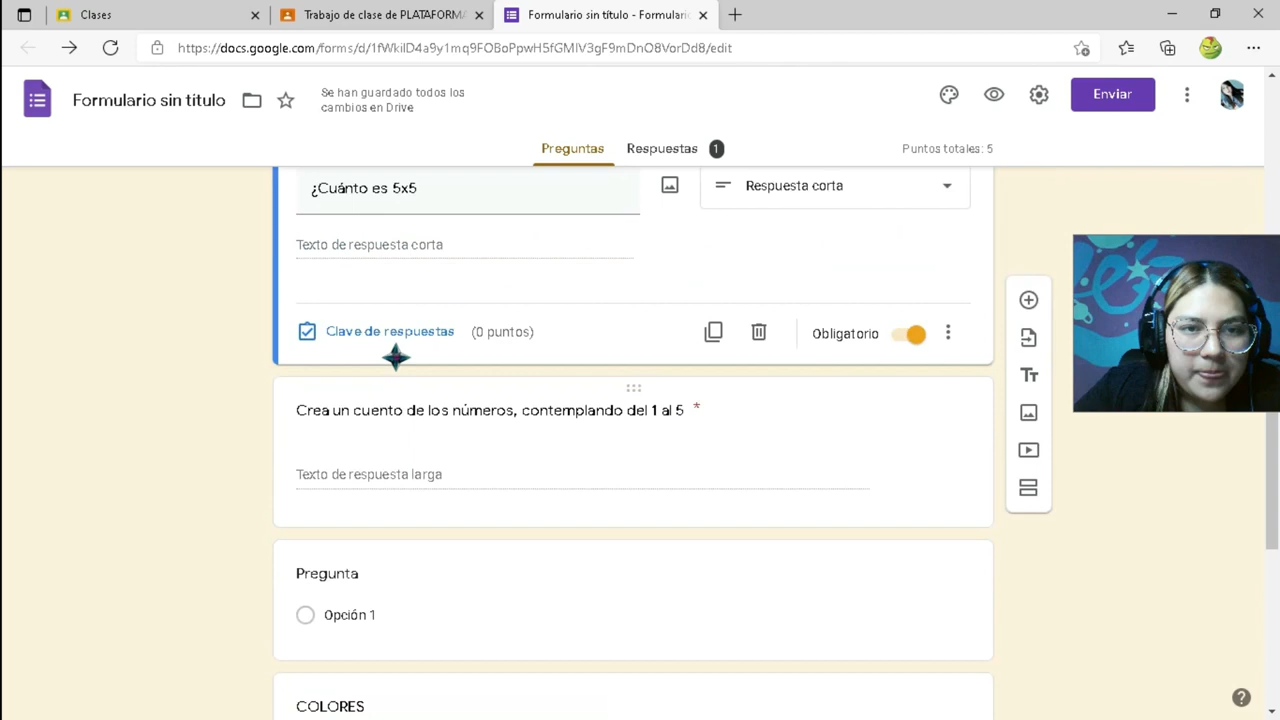 Clases
Trabajo de clase de PLATAFORMA
Formulario sin título - Formulario
https://docs.google.com/forms/d/1fWkilD4a9y1mq9FOBoPpwH5fGMlV3gF9mDnO8VorDd8/edit
Formulario sin título
Se han guardado todos los
cambios en Drive
Enviar
Preguntas
Respuestas 1
Puntos totales: 5
¿Cuánto es 5x5
Respuesta corta
Texto de respuesta corta
Clave de respuestas (0 puntos)
Obligatorio
Crea un cuento de los números, contemplando del 1 al 5 *
Texto de respuesta larga
Pregunta
Opción 1
COLORES